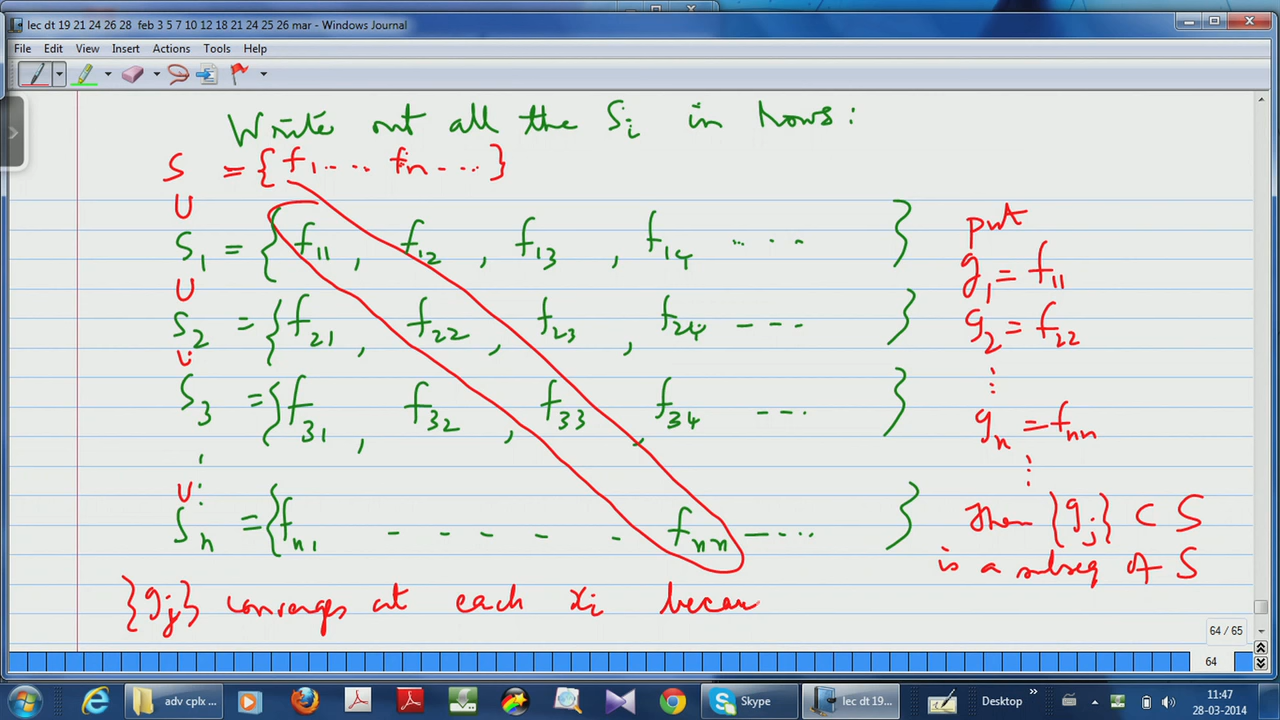 lec dt 19 21 24 26 28 feb 3 5 7 10 12 18 21 24 25 26 mar - Windows Journal
File Edit View Insert Actions Tools Help
Write out all the Sᵢ in rows:
S = {f₁ ... fₙ ...}
∪
S₁ = {f₁₁, f₁₂, f₁₃, f₁₄ ... }
∪
S₂ = {f₂₁, f₂₂, f₂₃, f₂₄ --- }
∪
S₃ = {f₃₁, f₃₂, f₃₃, f₃₄ --- }
∪
Sₙ = {fₙ₁ - - - - - fₙₙ --... }
put
g₁ = f₁₁
g₂ = f₂₂
⋮
gₙ = fₙₙ
⋮
Then {gⱼ} ⊂ S
is a subseq of S
{gⱼ} converges at each xᵢ becau
64 / 65
64
adv cplx ...
Skype
lec dt 19...
Desktop
11:47
28-03-2014